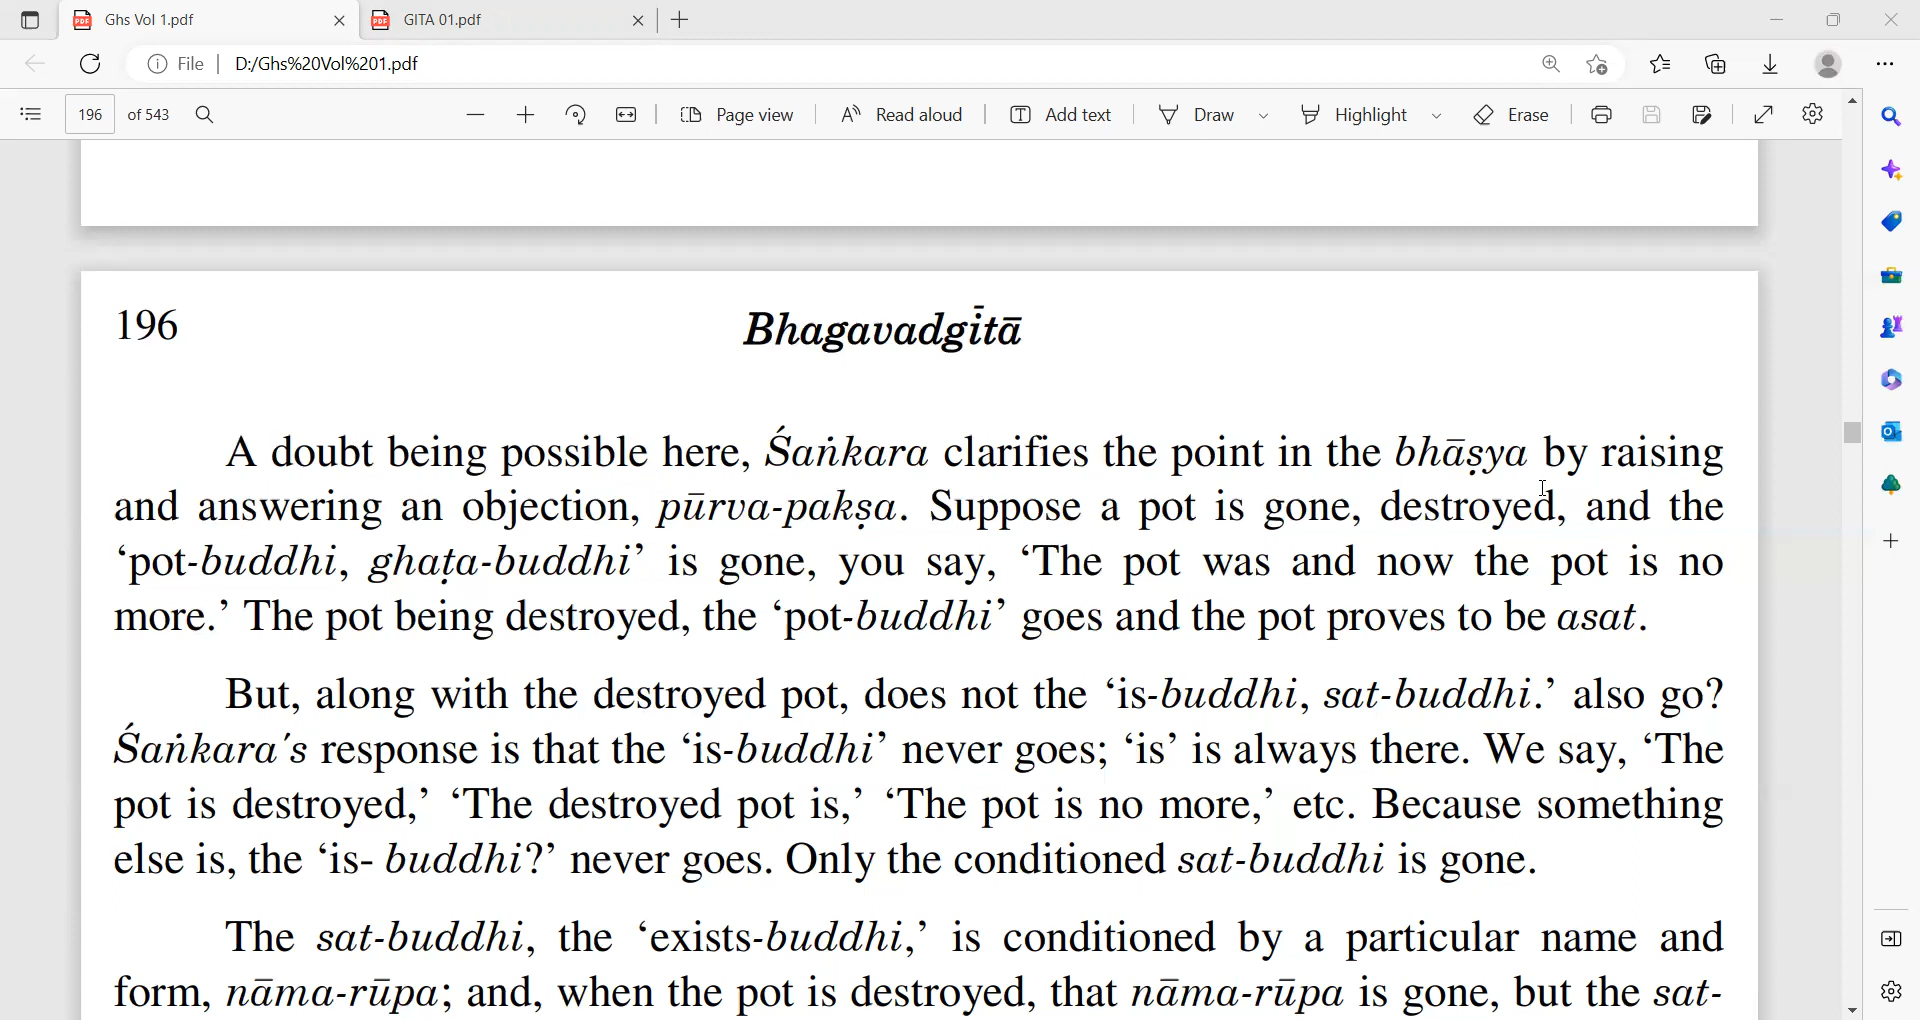 Ghs Vol 1.pdf
GITA 01.pdf
File
D:/Ghs%20Vol%201.pdf
196 of 543
Page view
Read aloud
Add text
Draw
Highlight
Erase
196
Bhagavadgītā
A doubt being possible here, Śaṅkara clarifies the point in the bhāṣya by raising
and answering an objection, pūrva-pakṣa. Suppose a pot is gone, destroyed, and the
‘pot-buddhi, ghaṭa-buddhi’ is gone, you say, ‘The pot was and now the pot is no
more.’ The pot being destroyed, the ‘pot-buddhi’ goes and the pot proves to be asat.
But, along with the destroyed pot, does not the ‘is-buddhi, sat-buddhi.’ also go?
Śaṅkara's response is that the ‘is-buddhi’ never goes; ‘is’ is always there. We say, ‘The
pot is destroyed,’ ‘The destroyed pot is,’ ‘The pot is no more,’ etc. Because something
else is, the ‘is- buddhi?’ never goes. Only the conditioned sat-buddhi is gone.
The sat-buddhi, the ‘exists-buddhi,’ is conditioned by a particular name and
form, nāma-rūpa; and, when the pot is destroyed, that nāma-rūpa is gone, but the sat-